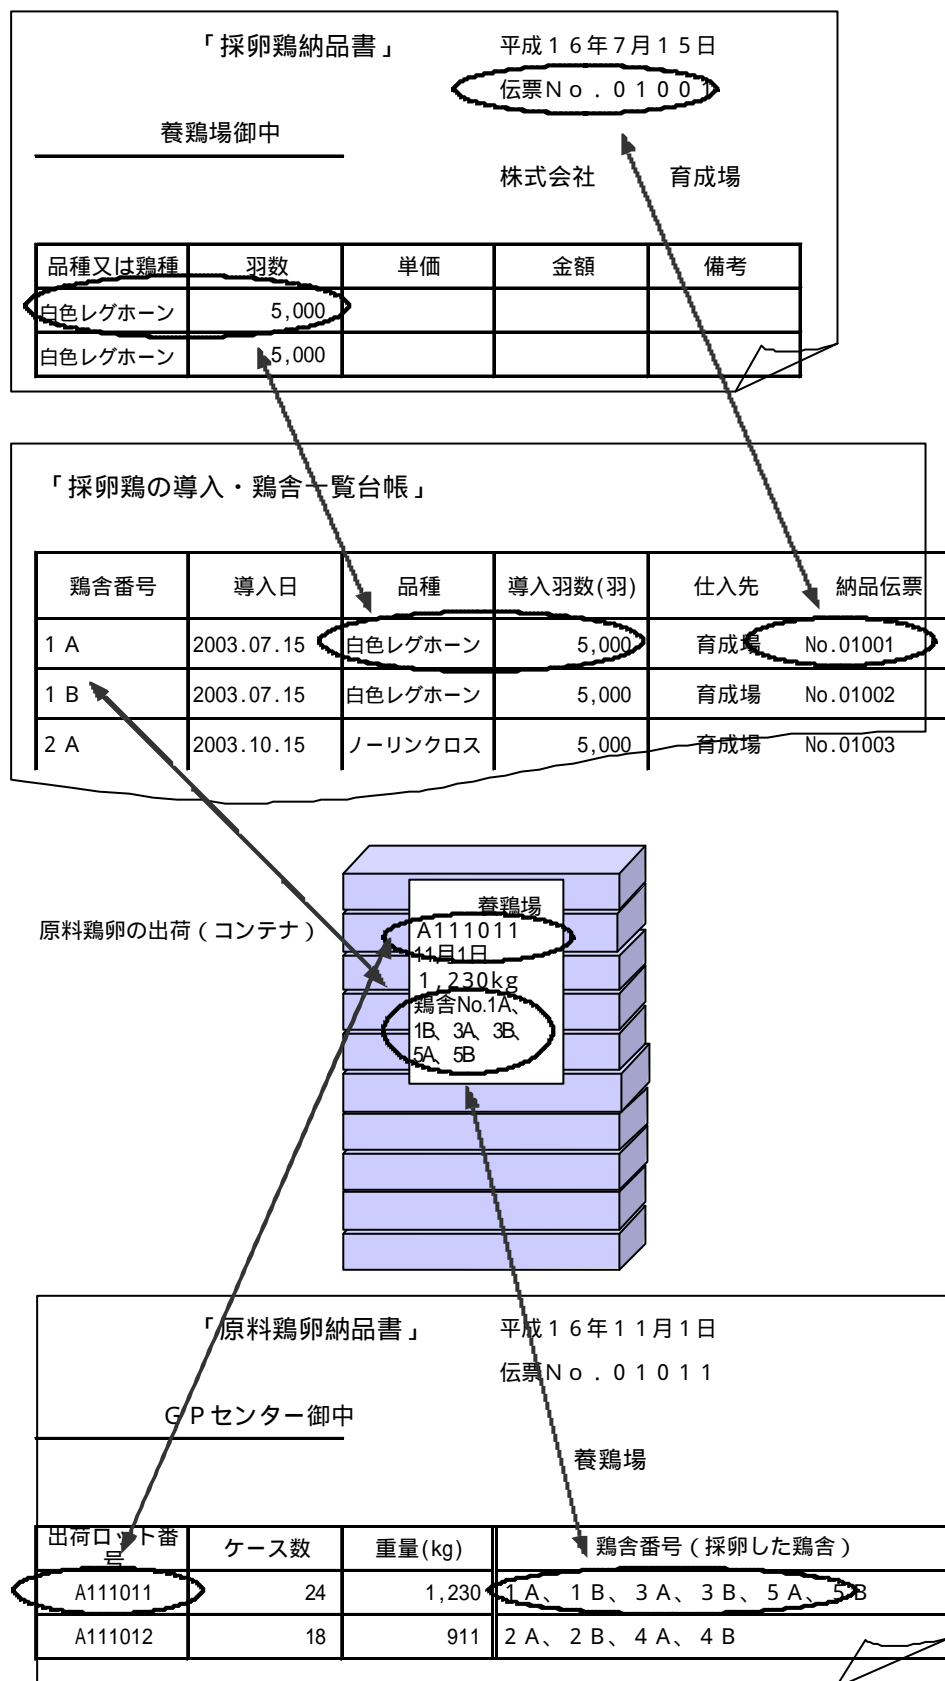 「採卵鶏納品書」 平成１６年７月１５日
伝票Ｎｏ．０１００１
養鶏場御中
株式会社 育成場
品種又は鶏種 羽数 単価 金額 備考
白色レグホーン 5,000
白色レグホーン 5,000
「採卵鶏の導入・鶏舎一覧台帳」
鶏舎番号 導入日 品種 導入羽数(羽) 仕入先 納品伝票
１Ａ 2003.07.15 白色レグホーン 5,000 育成場 No.01001
１Ｂ 2003.07.15 白色レグホーン 5,000 育成場 No.01002
２Ａ 2003.10.15 ノーリンクロス 5,000 育成場 No.01003
原料鶏卵の出荷（コンテナ）
養鶏場
A111011
11月1日
1,230kg
鶏舎No.1A、
1B、3A、3B、
5A、5B
「原料鶏卵納品書」 平成１６年１１月１日
伝票Ｎｏ．０１０１１
ＧＰセンター御中
養鶏場
出荷ロット番号 ケース数 重量(kg) 鶏舎番号（採卵した鶏舎）
A111011 24 1,230 １Ａ、１Ｂ、３Ａ、３Ｂ、５Ａ、５Ｂ
A111012 18 911 ２Ａ、２Ｂ、４Ａ、４Ｂ